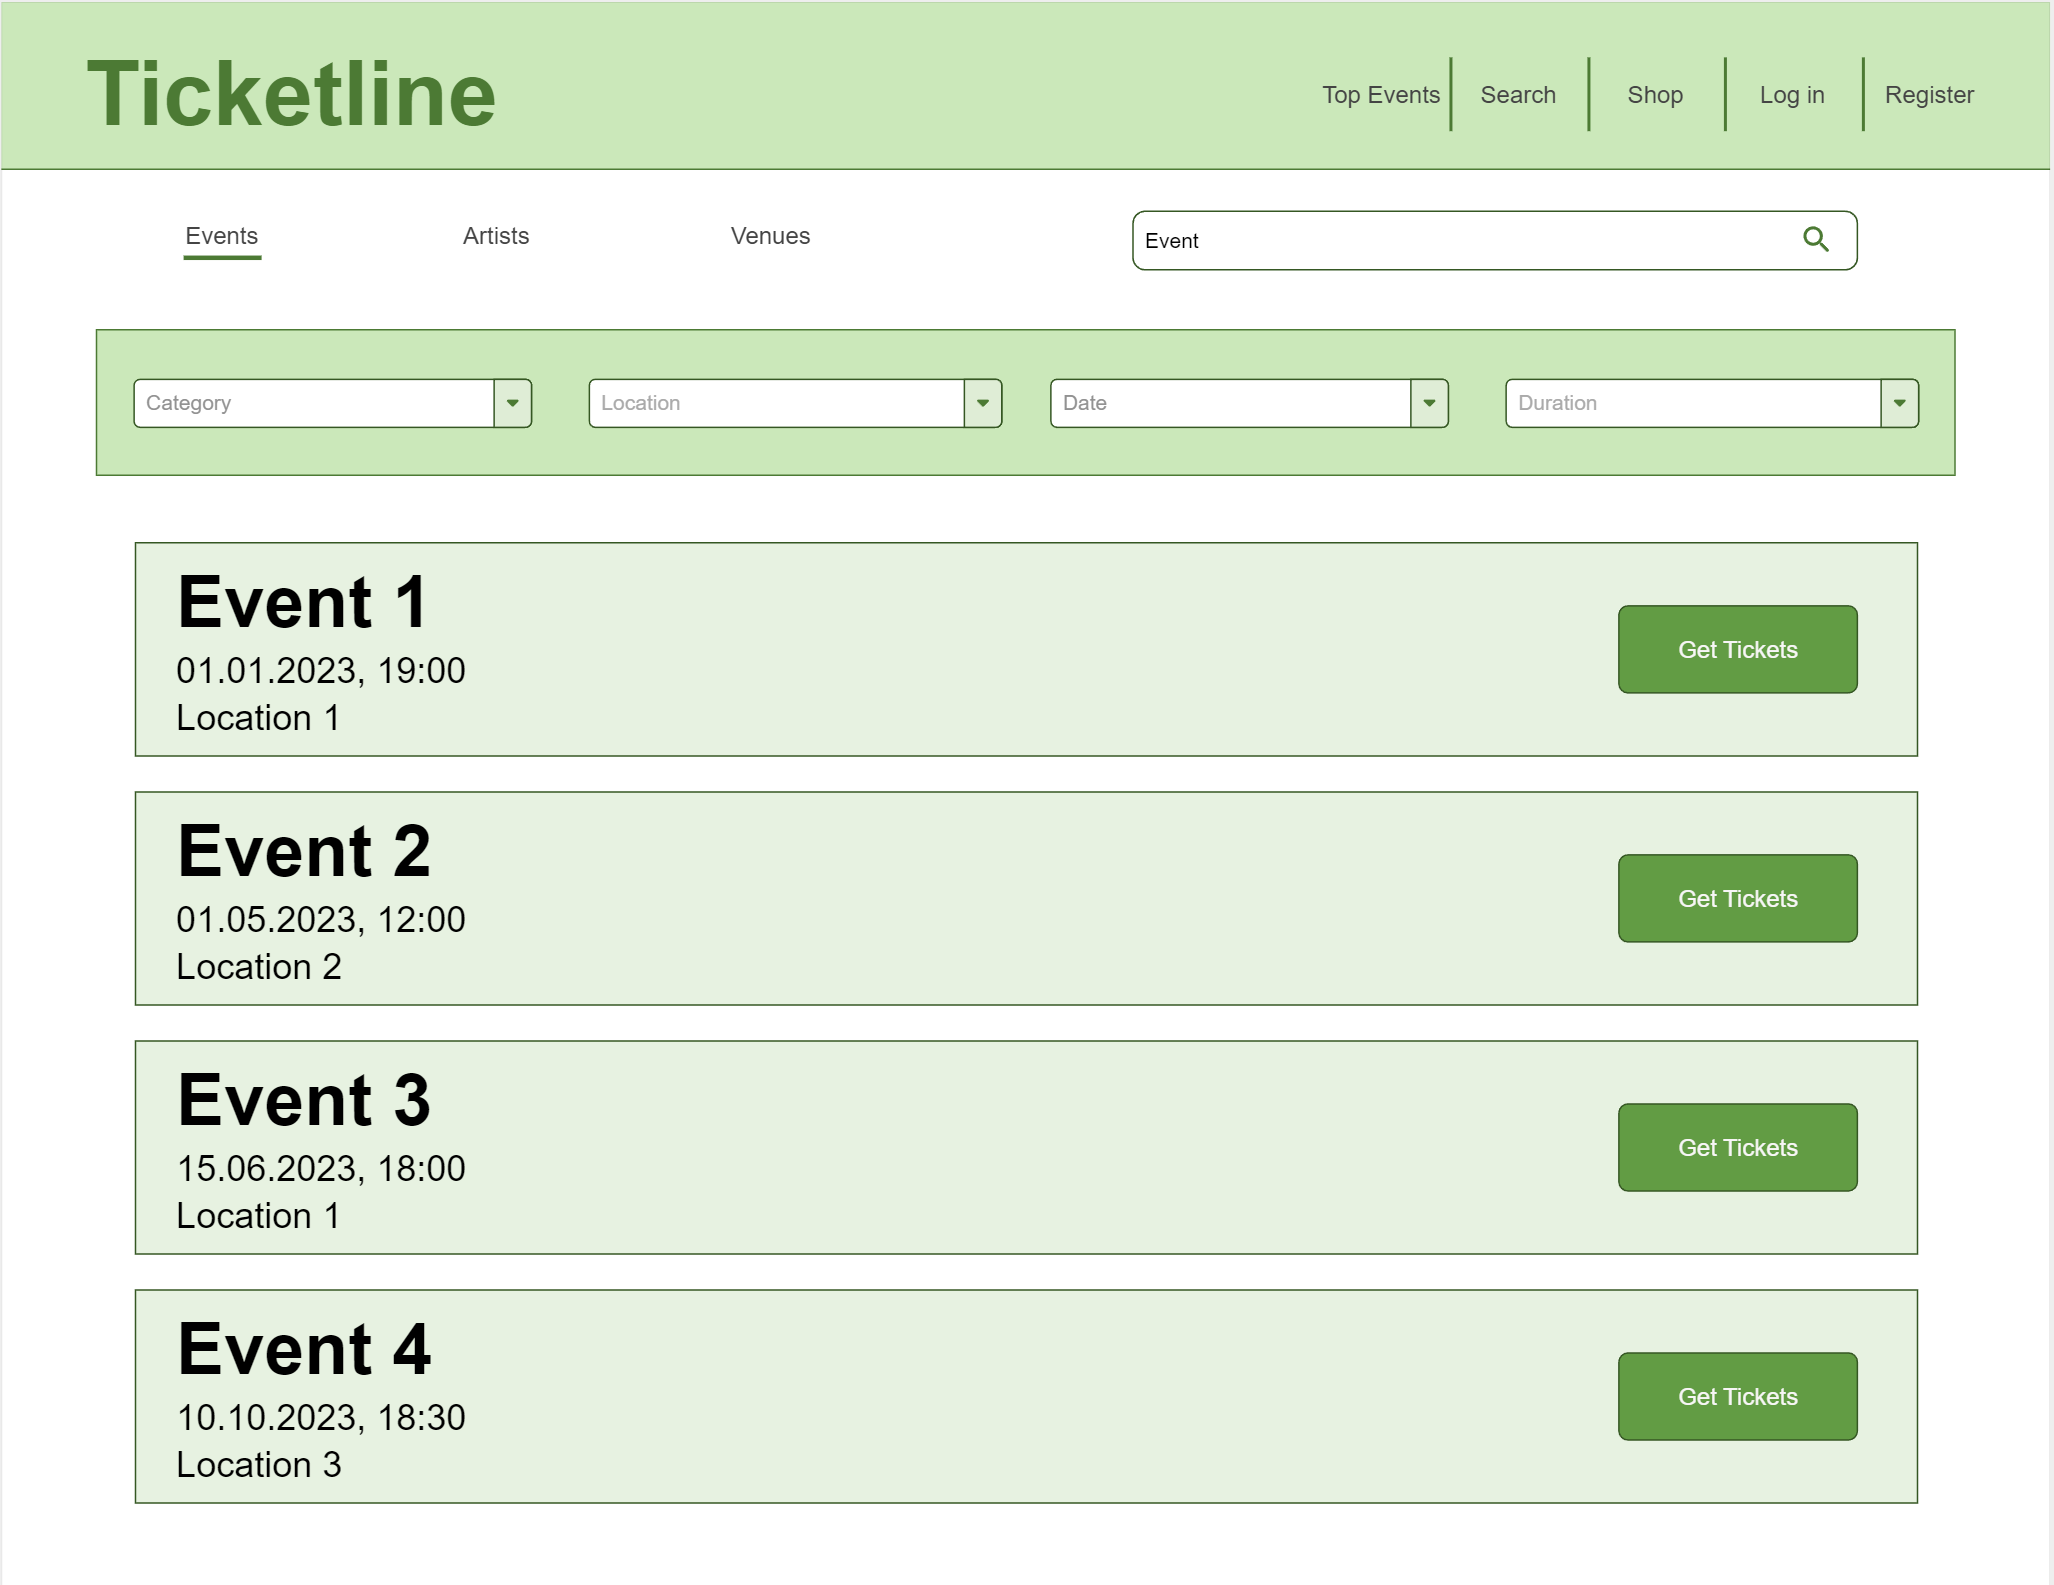 Ticketline
Top Events
Search
Shop
Log in
Register
Events
Artists
Venues
Event
Category
Location
Date
Duration
Event 1
01.01.2023, 19:00
Location 1
Get Tickets
Event 2
01.05.2023, 12:00
Location 2
Get Tickets
Event 3
15.06.2023, 18:00
Location 1
Get Tickets
Event 4
10.10.2023, 18:30
Location 3
Get Tickets